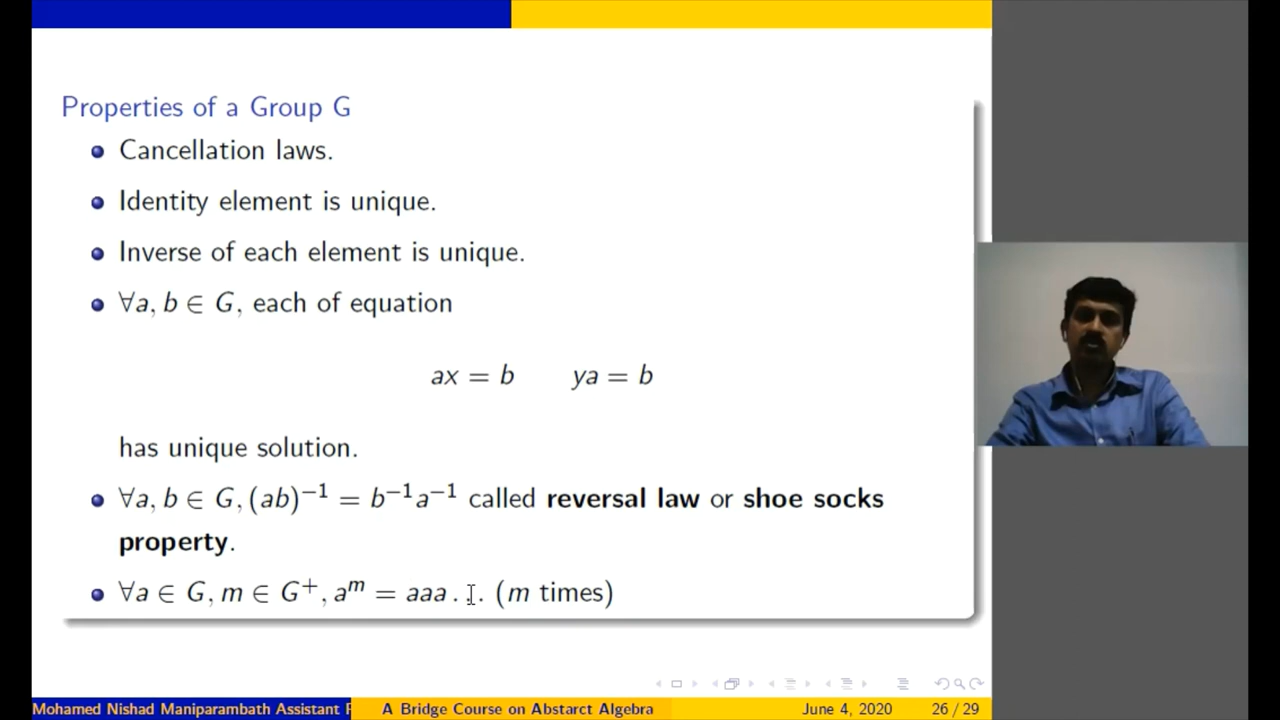 Properties of a Group G
Cancellation laws.
Identity element is unique.
Inverse of each element is unique.
∀a, b ∈ G, each of equation
ax = b ya = b
has unique solution.
∀a, b ∈ G, (ab)⁻¹ = b⁻¹a⁻¹ called reversal law or shoe socks
property.
∀a ∈ G, m ∈ G⁺, aᵐ = aaa . . . (m times)
Mohamed Nishad Maniparambath Assistant P A Bridge Course on Abstarct Algebra June 4, 2020 26 / 29